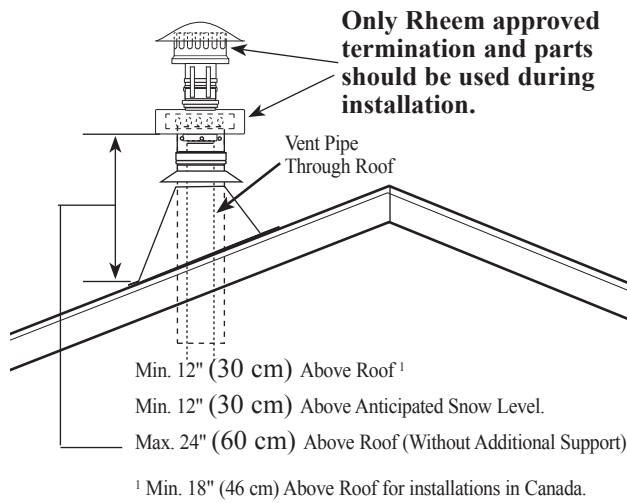 Only Rheem approved
termination and parts
should be used during
installation.
Vent Pipe
Through Roof
Min. 12" (30 cm) Above Roof ¹
Min. 12" (30 cm) Above Anticipated Snow Level.
Max. 24" (60 cm) Above Roof (Without Additional Support)
¹ Min. 18" (46 cm) Above Roof for installations in Canada.